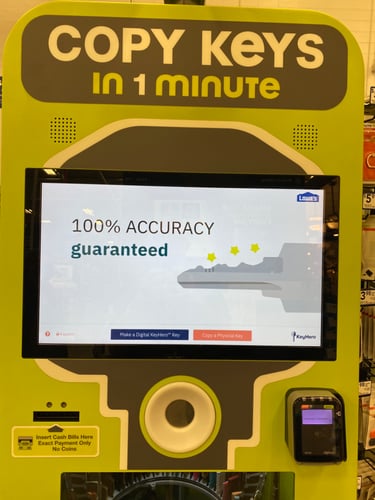 COPY KeYS
in 1 minute
Lowe's
100% ACCURACY
guaranteed
Make a Digital KeyHero™ Key
Copy a Physical Key
KeyHero
Insert Cash Bills Here
Exact Payment Only
No Coins